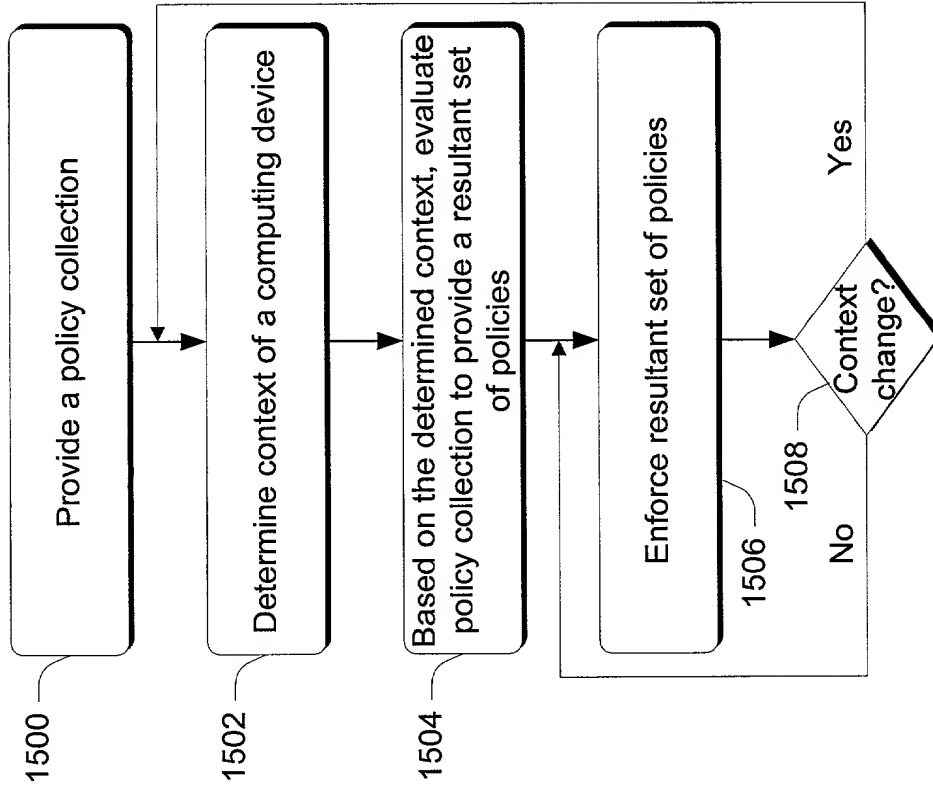 1500
Provide a policy collection
1502
Determine context of a computing device
1504
Based on the determined context, evaluate
policy collection to provide a resultant set
of policies
Enforce resultant set of policies
1506
1508
Context
change?
No
Yes